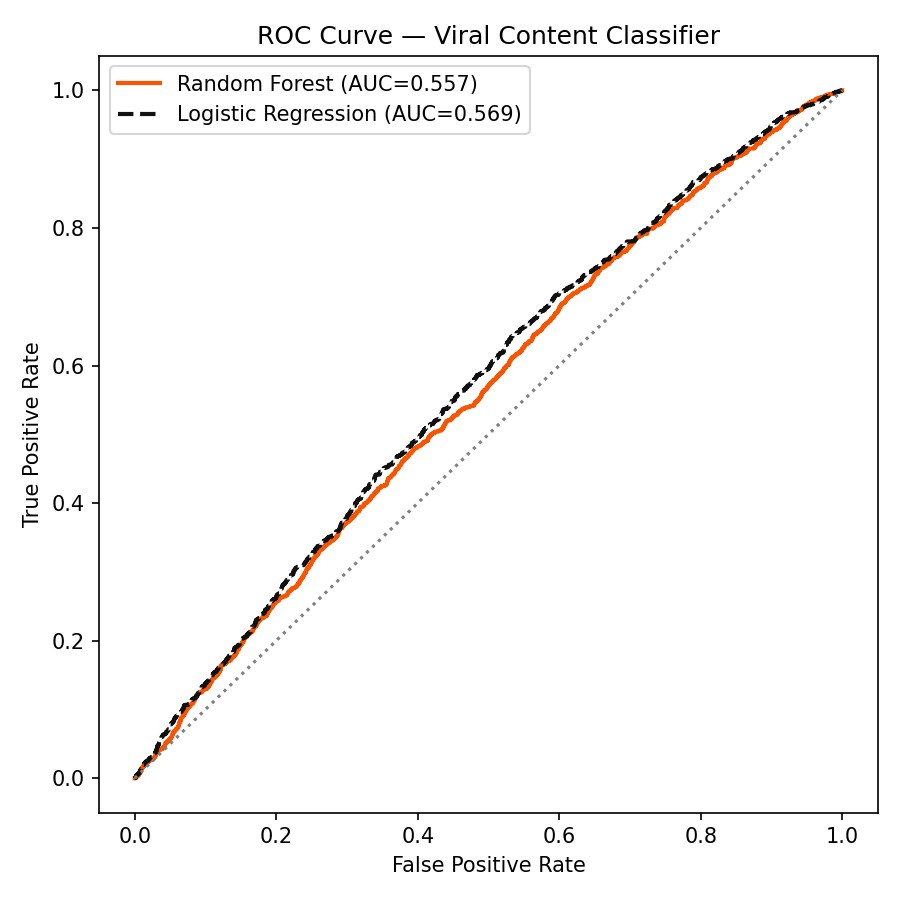 ROC Curve — Viral Content Classifier
Random Forest (AUC=0.557)
Logistic Regression (AUC=0.569)
1.0
0.8
0.6
0.4
0.2
0.0
True Positive Rate
0.0 0.2 0.4 0.6 0.8 1.0
False Positive Rate